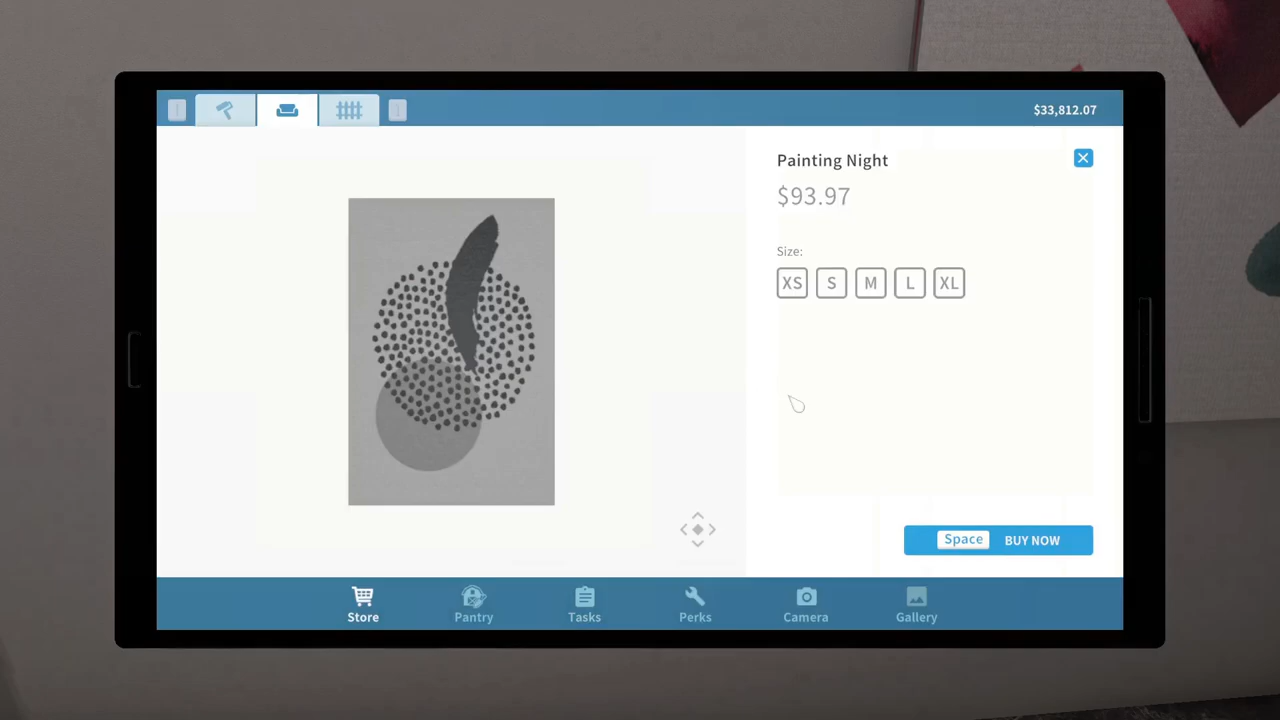 $33,812.07
Painting Night
$93.97
Size:
XS S M L XL
Space BUY NOW
Store Pantry Tasks Perks Camera Gallery